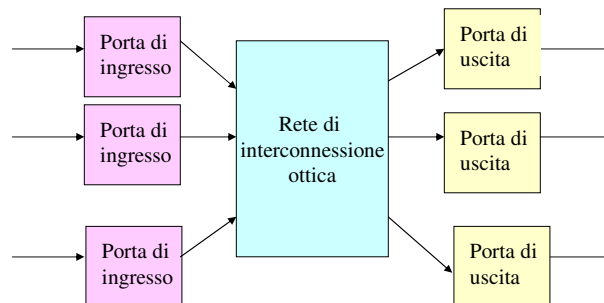 Porta di
ingresso
Porta di
ingresso
Porta di
ingresso
Rete di
interconnessione
ottica
Porta di
uscita
Porta di
uscita
Porta di
uscita